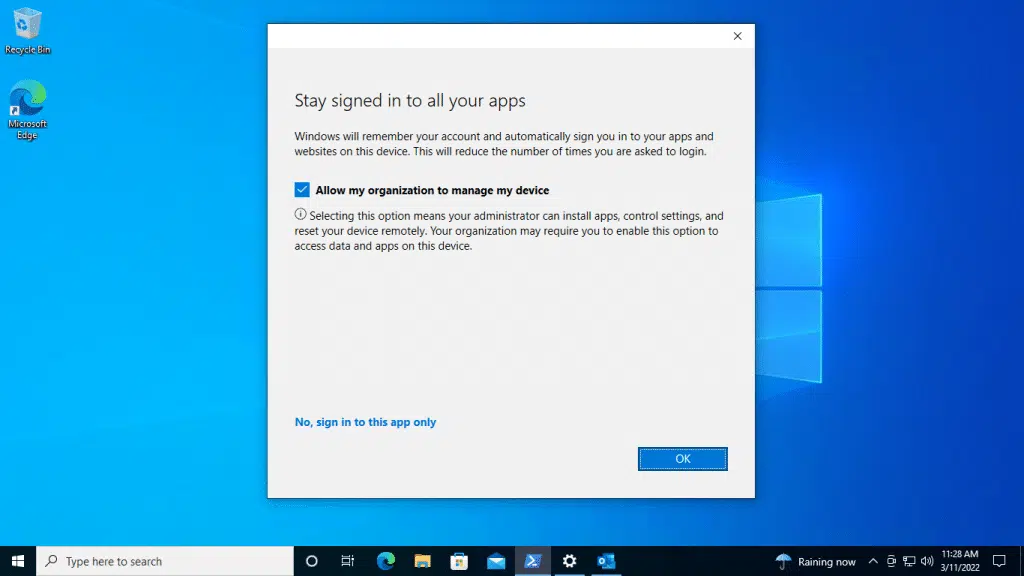 Recycle Bin
Microsoft
Edge
Stay signed in to all your apps
Windows will remember your account and automatically sign you in to your apps and
websites on this device. This will reduce the number of times you are asked to login.
Allow my organization to manage my device
Selecting this option means your administrator can install apps, control settings, and
reset your device remotely. Your organization may require you to enable this option to
access data and apps on this device.
No, sign in to this app only
OK
Type here to search
Raining now
11:28 AM
3/11/2022